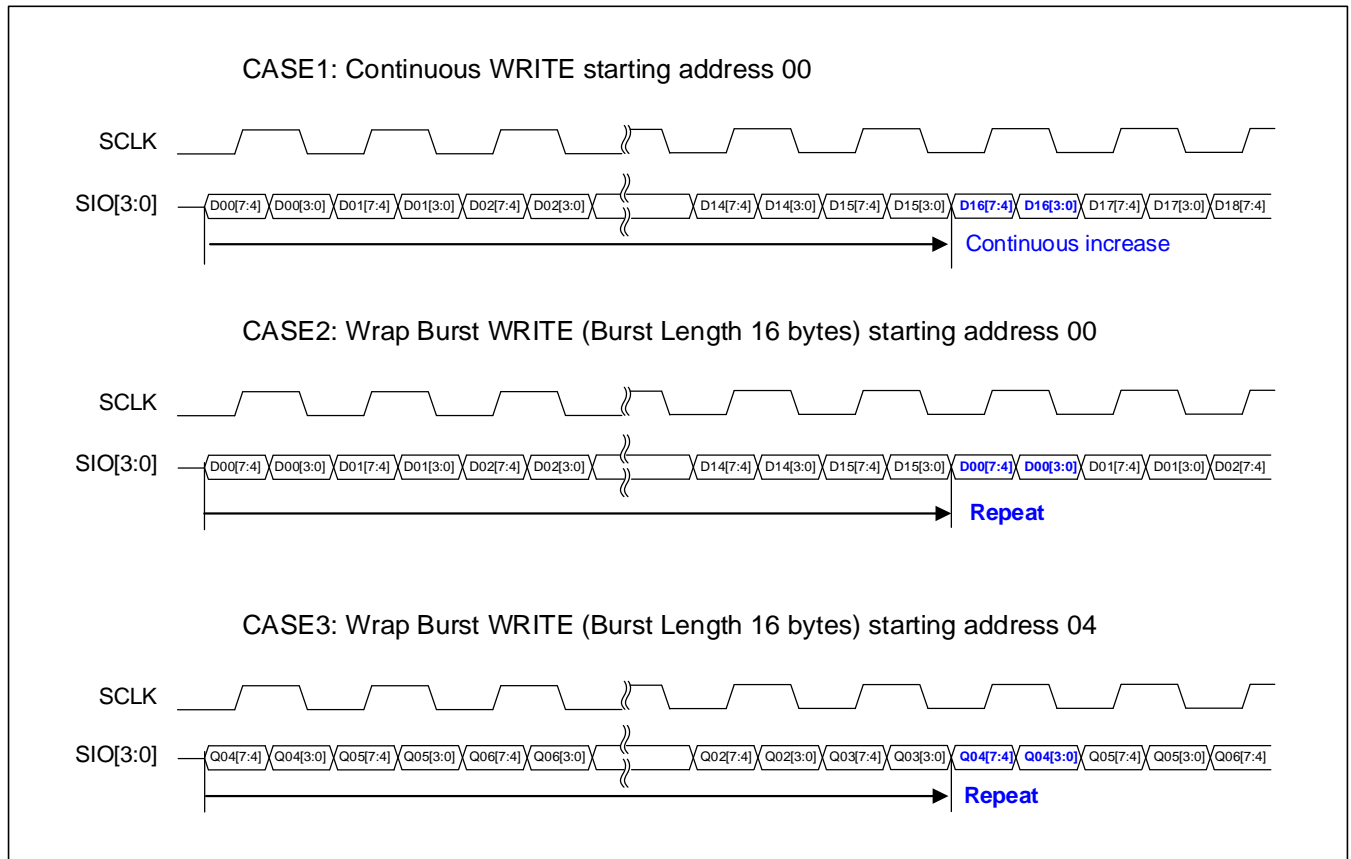 CASE1: Continuous WRITE starting address 00
SCLK
SIO[3:0] D00[7:4] D00[3:0] D01[7:4] D01[3:0] D02[7:4] D02[3:0] D14[7:4] D14[3:0] D15[7:4] D15[3:0] D16[7:4] D16[3:0] D17[7:4] D17[3:0] D18[7:4]
Continuous increase
CASE2: Wrap Burst WRITE (Burst Length 16 bytes) starting address 00
SCLK
SIO[3:0] D00[7:4] D00[3:0] D01[7:4] D01[3:0] D02[7:4] D02[3:0] D14[7:4] D14[3:0] D15[7:4] D15[3:0] D00[7:4] D00[3:0] D01[7:4] D01[3:0] D02[7:4]
Repeat
CASE3: Wrap Burst WRITE (Burst Length 16 bytes) starting address 04
SCLK
SIO[3:0] Q04[7:4] Q04[3:0] Q05[7:4] Q05[3:0] Q06[7:4] Q06[3:0] Q02[7:4] Q02[3:0] Q03[7:4] Q03[3:0] Q04[7:4] Q04[3:0] Q05[7:4] Q05[3:0] Q06[7:4]
Repeat